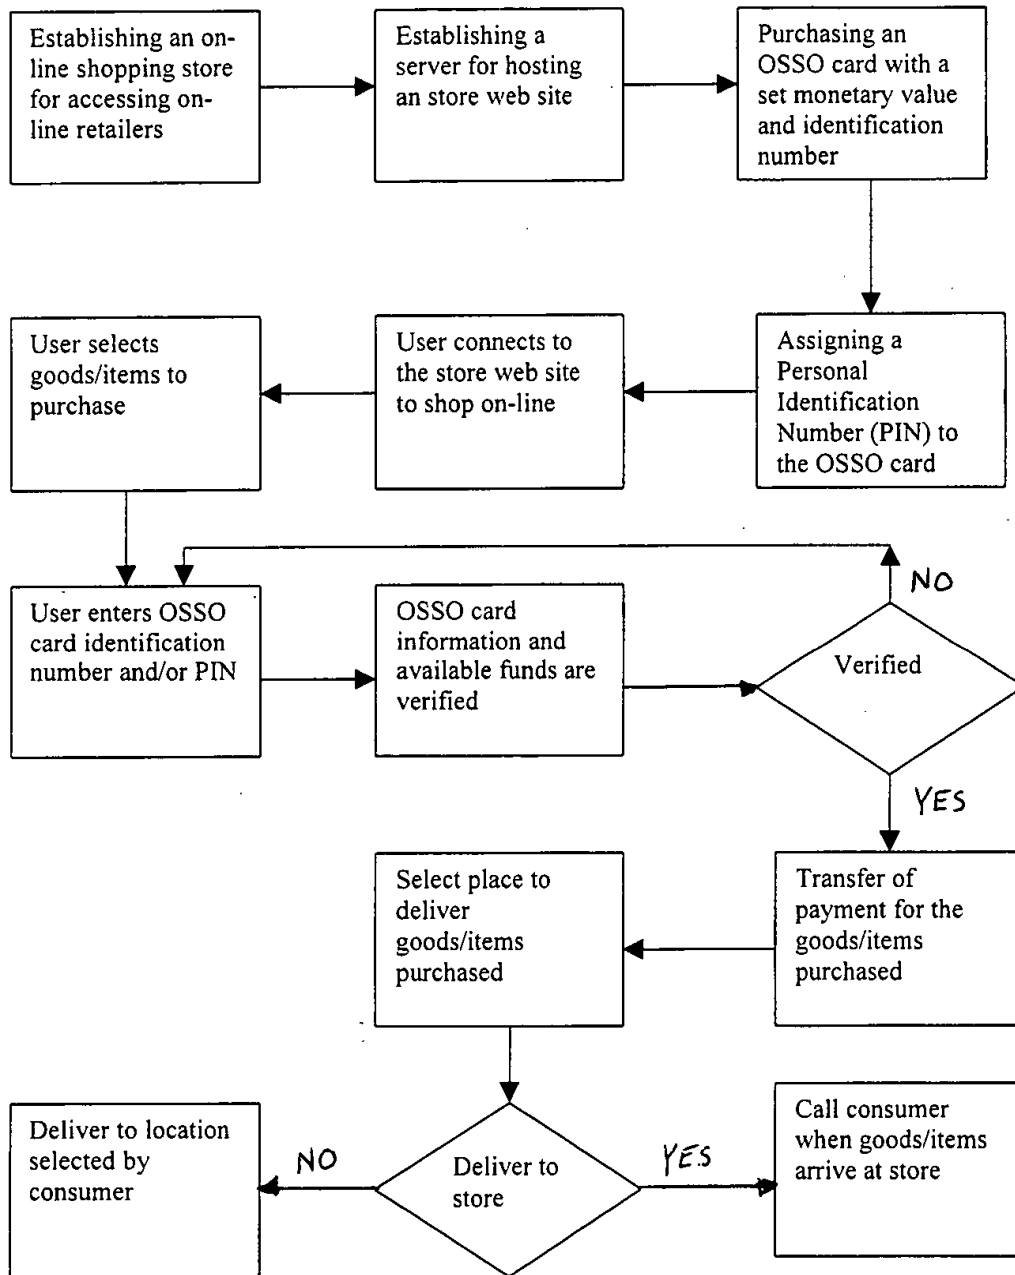 Establishing an on-
line shopping store
for accessing on-
line retailers
Establishing a
server for hosting
an store web site
Purchasing an
OSSO card with a
set monetary value
and identification
number
Assigning a
Personal
Identification
Number (PIN) to
the OSSO card
User connects to
the store web site
to shop on-line
User selects
goods/items to
purchase
User enters OSSO
card identification
number and/or PIN
OSSO card
information and
available funds are
verified
Verified
NO
YES
Transfer of
payment for the
goods/items
purchased
Select place to
deliver
goods/items
purchased
Deliver to
store
NO
Deliver to location
selected by
consumer
YES
Call consumer
when goods/items
arrive at store